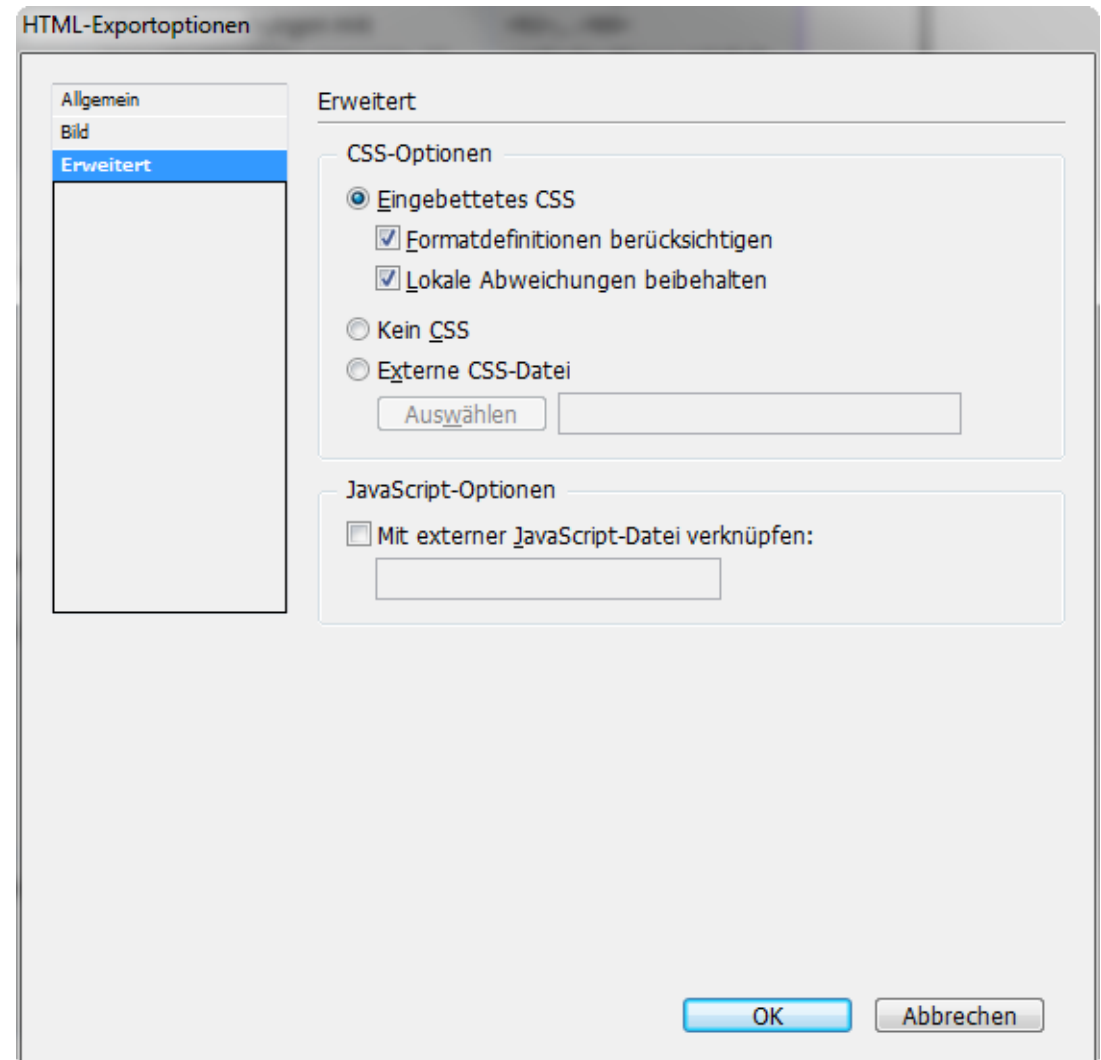 HTML-Exportoptionen
Allgemein
Bild
Erweitert
Erweitert
CSS-Optionen
Eingebettetes CSS
Formatdefinitionen berücksichtigen
Lokale Abweichungen beibehalten
Kein CSS
Externe CSS-Datei
Auswählen
JavaScript-Optionen
Mit externer JavaScript-Datei verknüpfen:
OK
Abbrechen